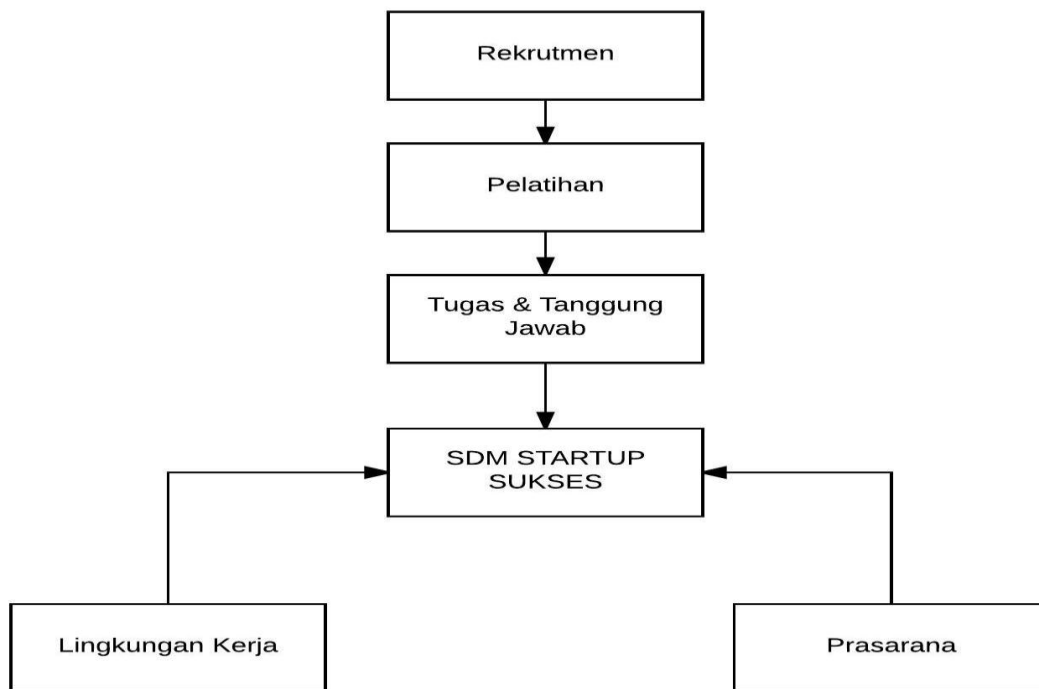 Rekrutmen
Pelatihan
Tugas & Tanggung
Jawab
SDM STARTUP
SUKSES
Lingkungan Kerja
Prasarana